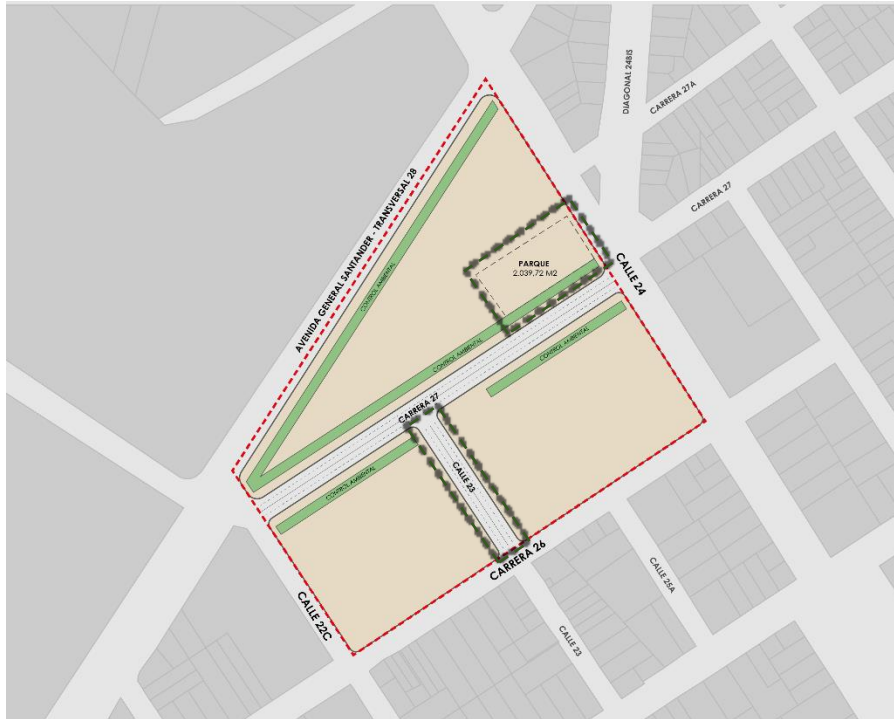 DIAGONAL 24BIS
CARRERA 27A
CARRERA 27
AVENIDA GENERAL SANTANDER - TRANSVERSAL 28
CONTROL AMBIENTAL
PARQUE
2.039,72 M2
CALLE 24
CONTROL AMBIENTAL
CONTROL AMBIENTAL
CARRERA 27
CONTROL AMBIENTAL
CALLE 23
CARRERA 26
CALLE 22C
CALLE 25A
CALLE 23